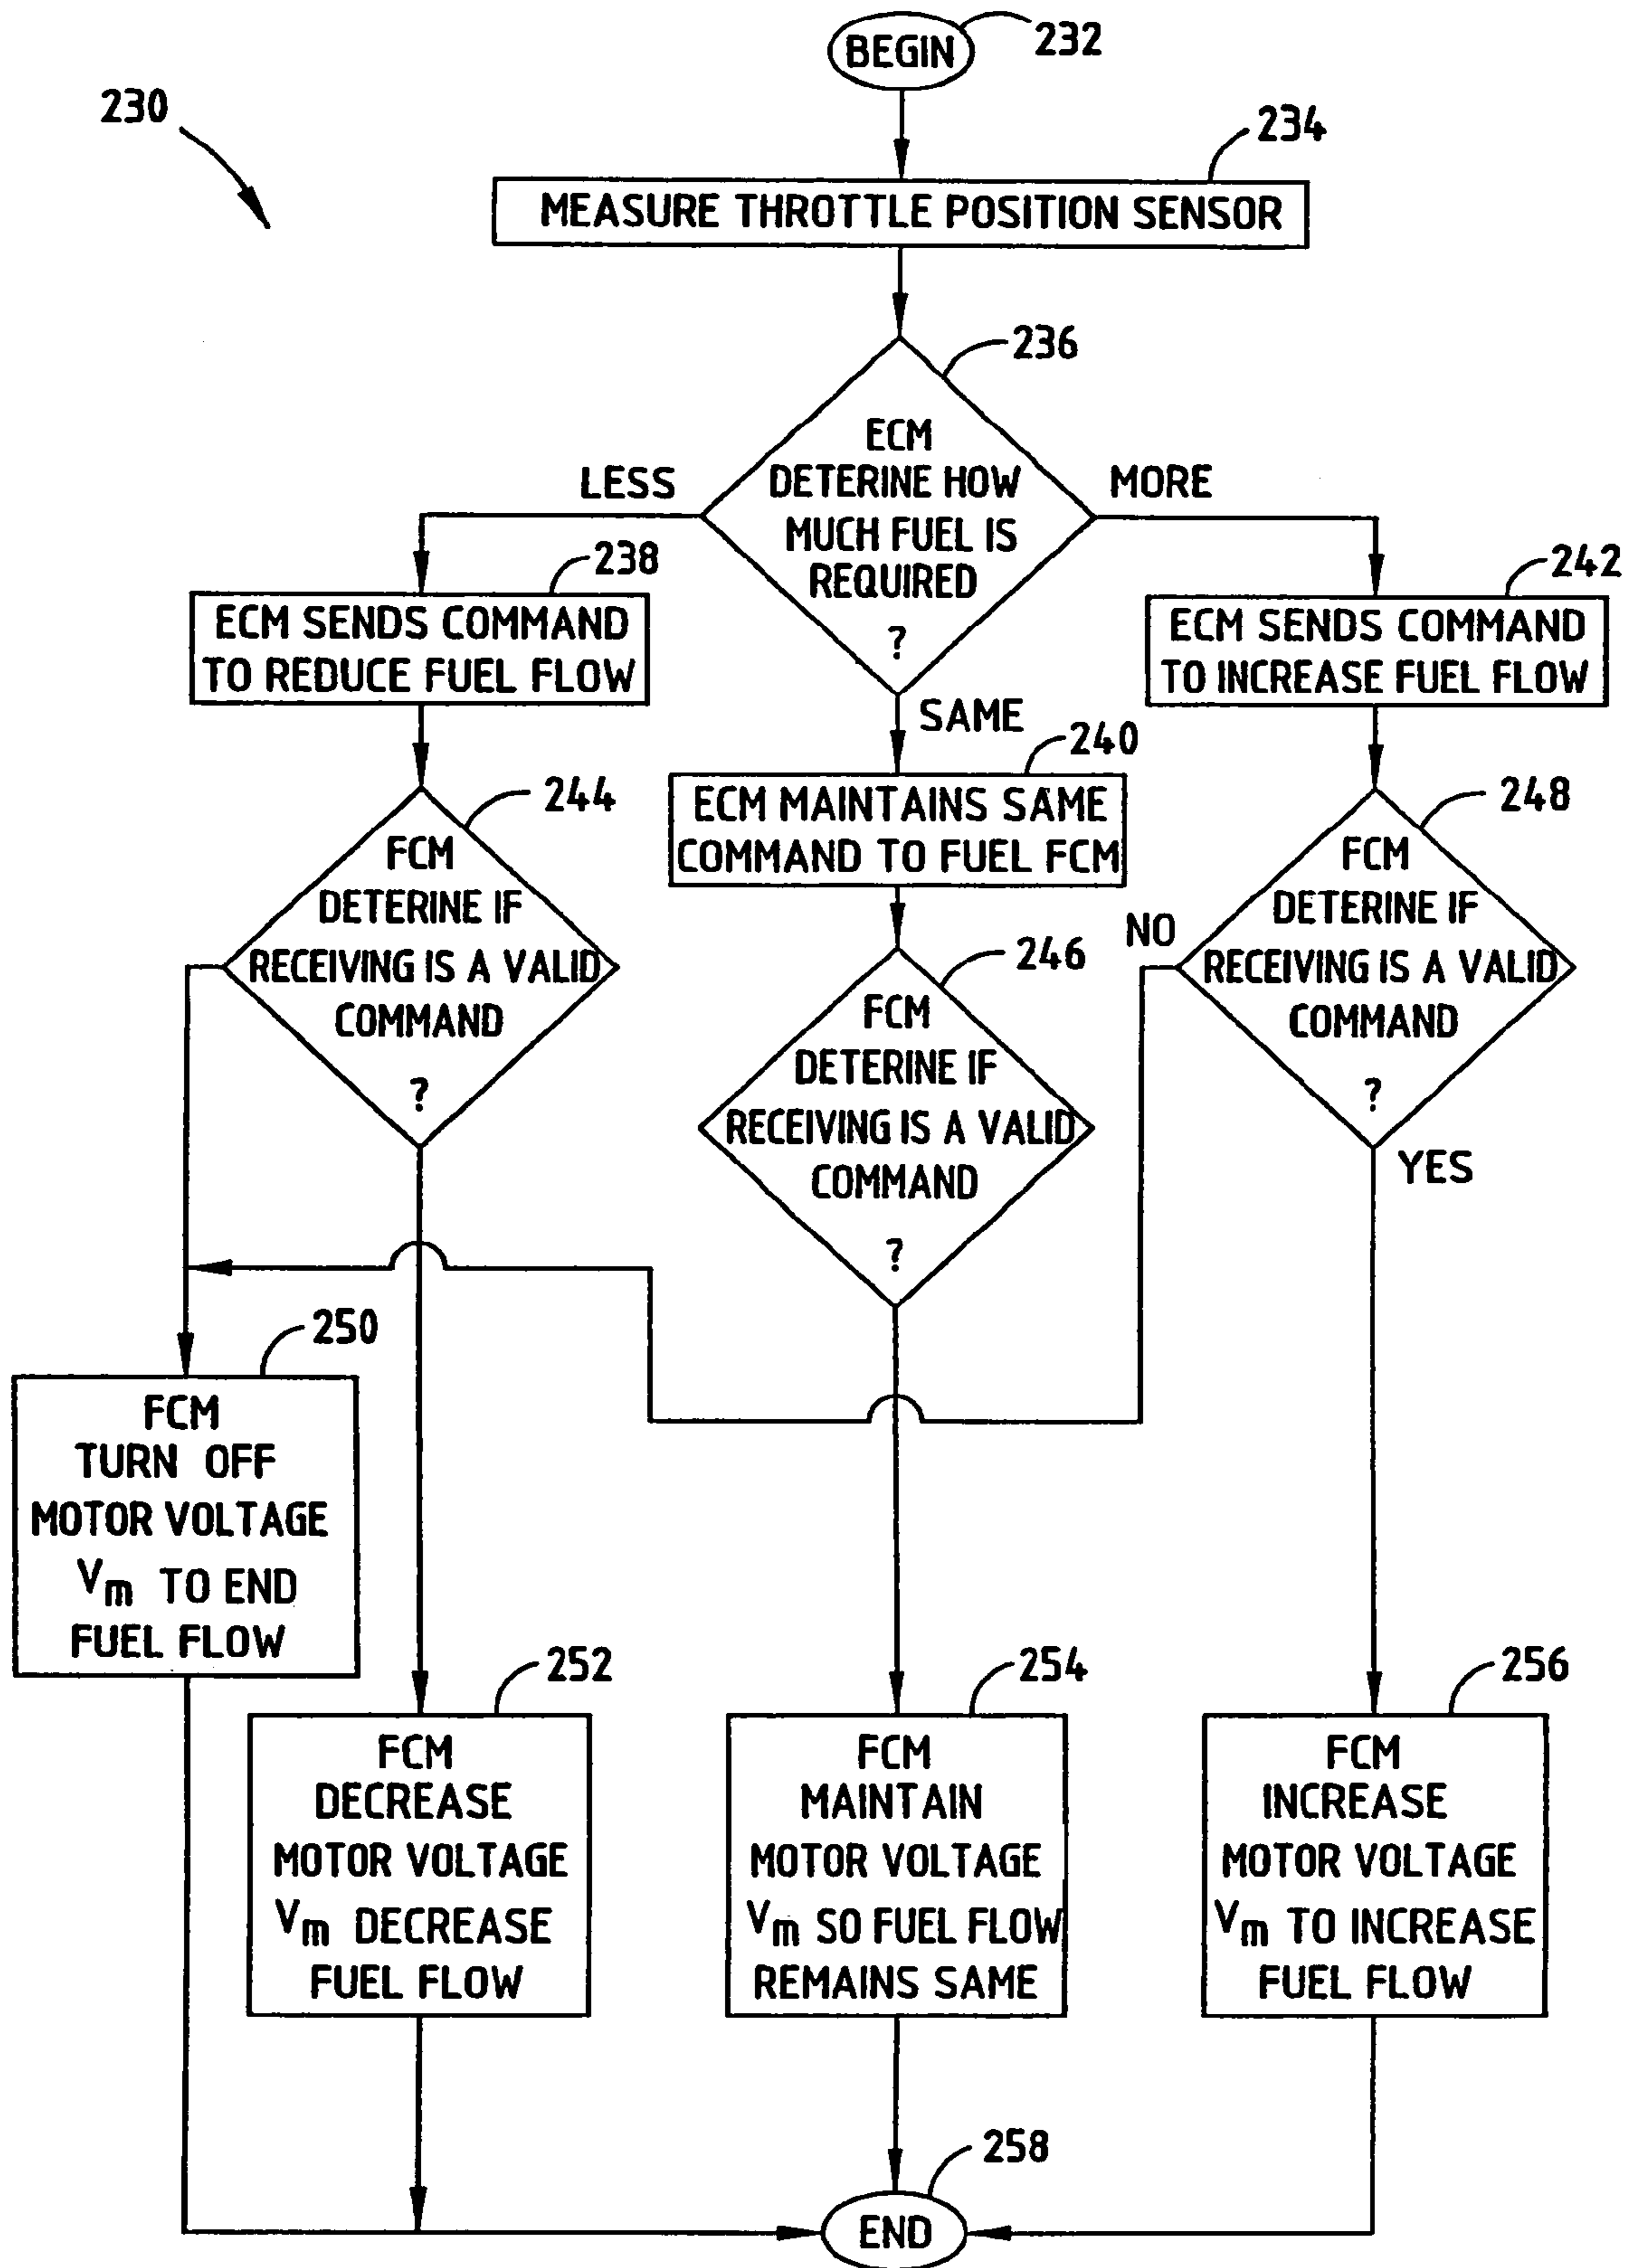 BEGIN
232
230
234
MEASURE THROTTLE POSITION SENSOR
236
ECM
DETERINE HOW
MUCH FUEL IS
REQUIRED
?
LESS
MORE
SAME
238
ECM SENDS COMMAND
TO REDUCE FUEL FLOW
242
ECM SENDS COMMAND
TO INCREASE FUEL FLOW
240
ECM MAINTAINS SAME
COMMAND TO FUEL FCM
244
FCM
DETERINE IF
RECEIVING IS A VALID
COMMAND
?
246
FCM
DETERINE IF
RECEIVING IS A VALID
COMMAND
?
248
FCM
DETERINE IF
RECEIVING IS A VALID
COMMAND
?
NO
YES
250
FCM
TURN OFF
MOTOR VOLTAGE
Vm TO END
FUEL FLOW
252
FCM
DECREASE
MOTOR VOLTAGE
Vm DECREASE
FUEL FLOW
254
FCM
MAINTAIN
MOTOR VOLTAGE
Vm SO FUEL FLOW
REMAINS SAME
256
FCM
INCREASE
MOTOR VOLTAGE
Vm TO INCREASE
FUEL FLOW
258
END